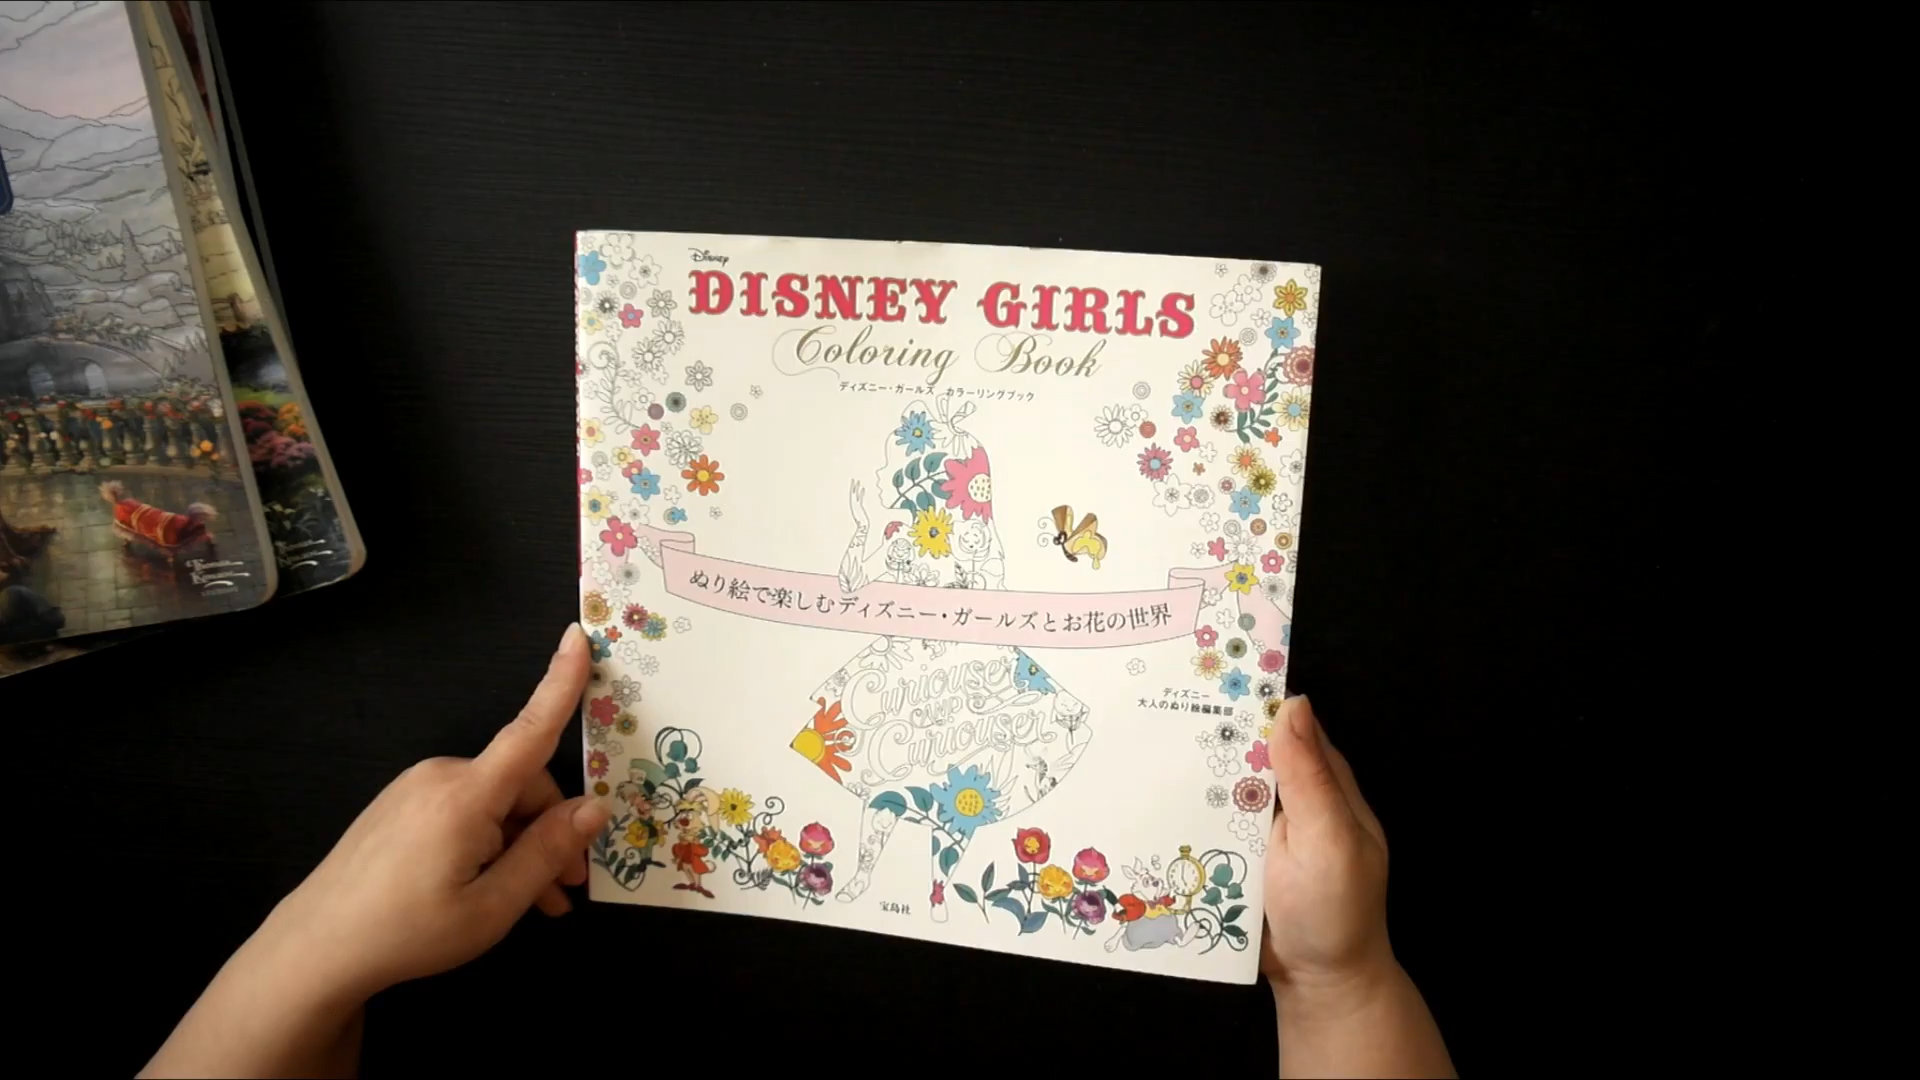 Disney
DISNEY GIRLS
Coloring Book
ディズニー・ガールズ カラーリングブック
ぬり絵で楽しむディズニー・ガールズとお花の世界
Curiouser
AND
Curiouser
ディズニー
大人のぬり絵編集部
宝島社
Thomas
Kinkade
STUDIOS